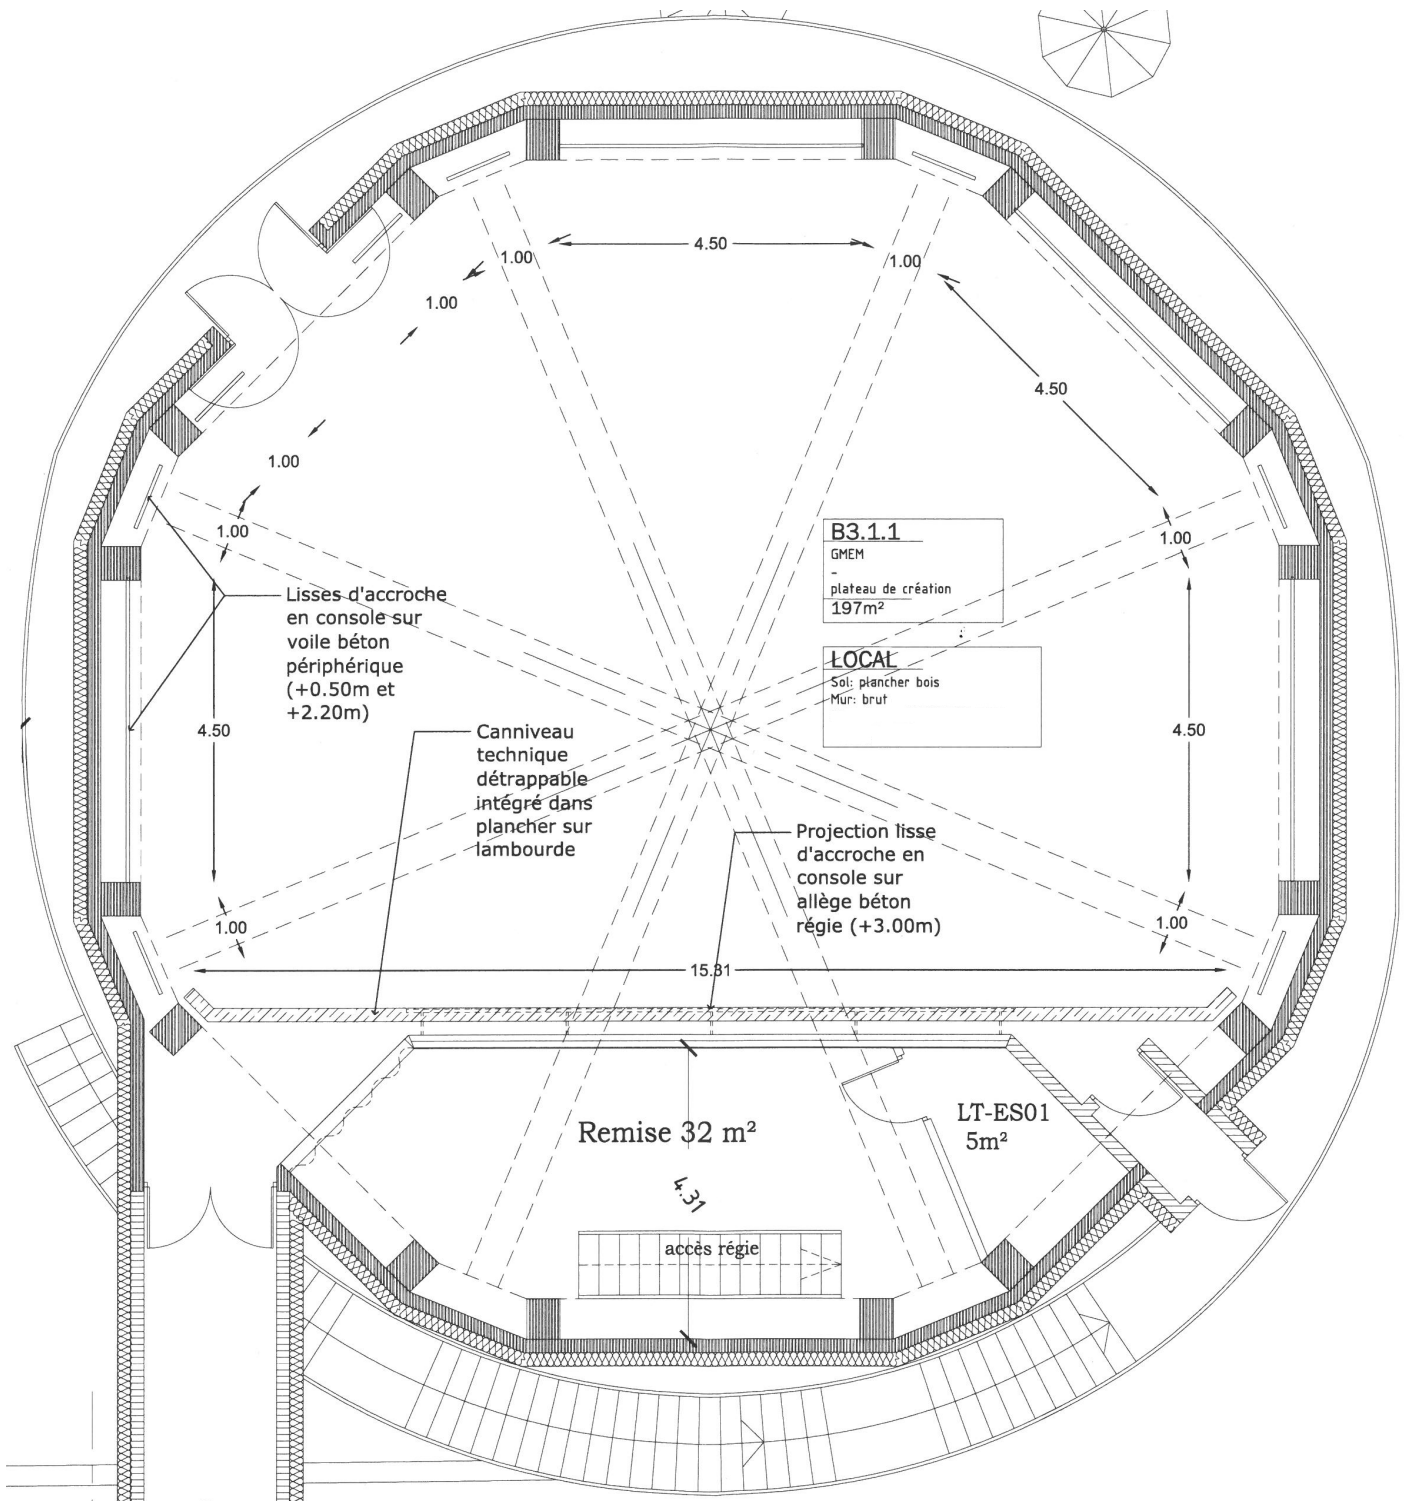 4.50
1.00
1.00
1.00
4.50
1.00
1.00
1.00
B3.1.1
GMEM
-
plateau de création
197m²
LOCAL
Sol: plancher bois
Mur: brut
Lisses d'accroche
en console sur
voile béton
périphérique
(+0.50m et
+2.20m)
4.50
4.50
Canniveau
technique
détrappable
intégré dans
plancher sur
lambourde
Projection lisse
d'accroche en
console sur
allège béton
régie (+3.00m)
1.00
1.00
15.81
Remise 32 m²
LT-ES01
5m²
4.31
accès régie